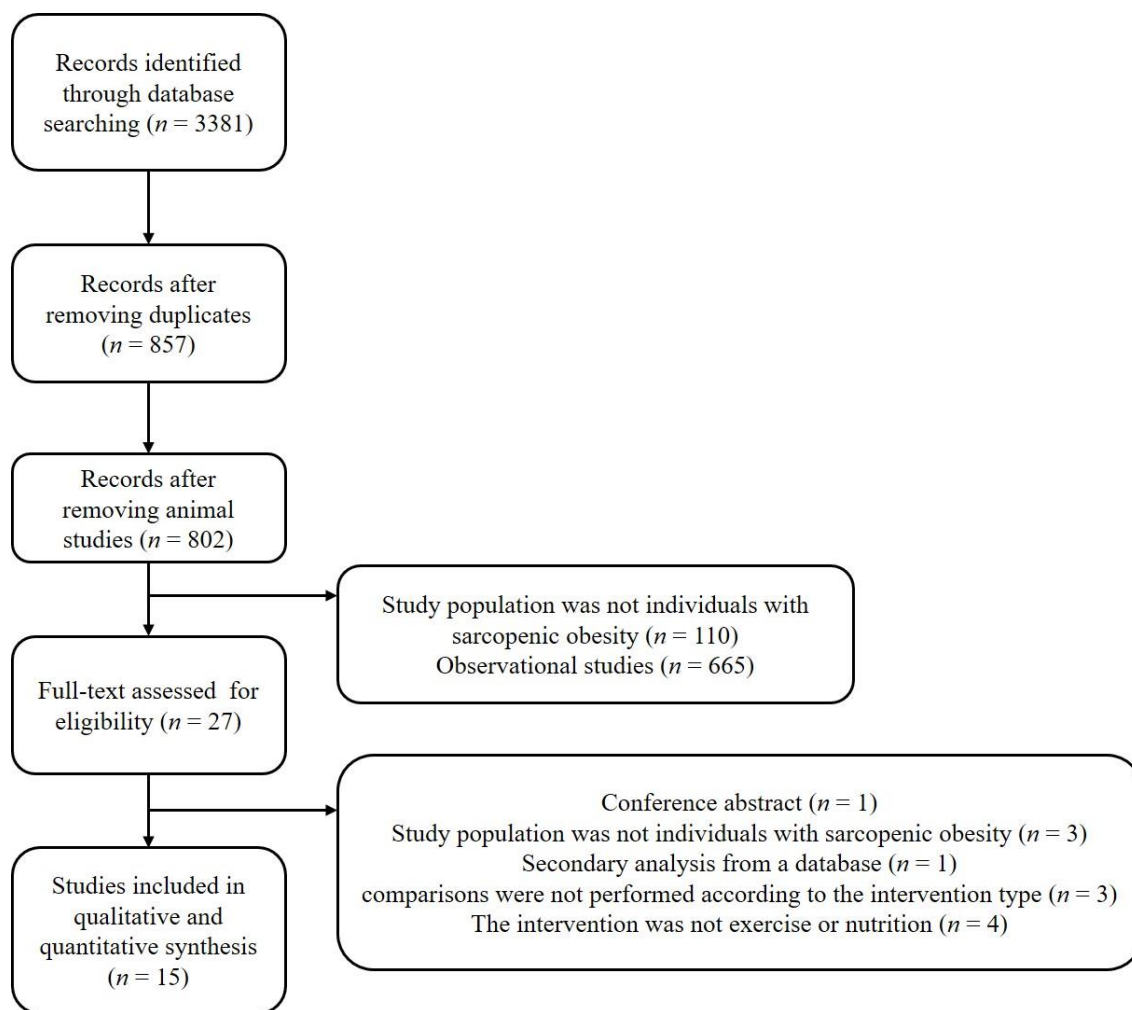 Records identified
through database
searching (n = 3381)
Records after
removing duplicates
(n = 857)
Records after
removing animal
studies (n = 802)
Study population was not individuals with
sarcopenic obesity (n = 110)
Observational studies (n = 665)
Full-text assessed for
eligibility (n = 27)
Conference abstract (n = 1)
Study population was not individuals with sarcopenic obesity (n = 3)
Secondary analysis from a database (n = 1)
comparisons were not performed according to the intervention type (n = 3)
The intervention was not exercise or nutrition (n = 4)
Studies included in
qualitative and
quantitative synthesis
(n = 15)